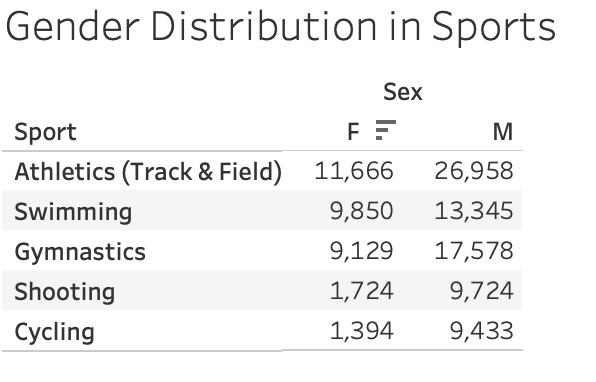 Gender Distribution in Sports
Sex
Sport F M
Athletics (Track & Field) 11,666 26,958
Swimming 9,850 13,345
Gymnastics 9,129 17,578
Shooting 1,724 9,724
Cycling 1,394 9,433